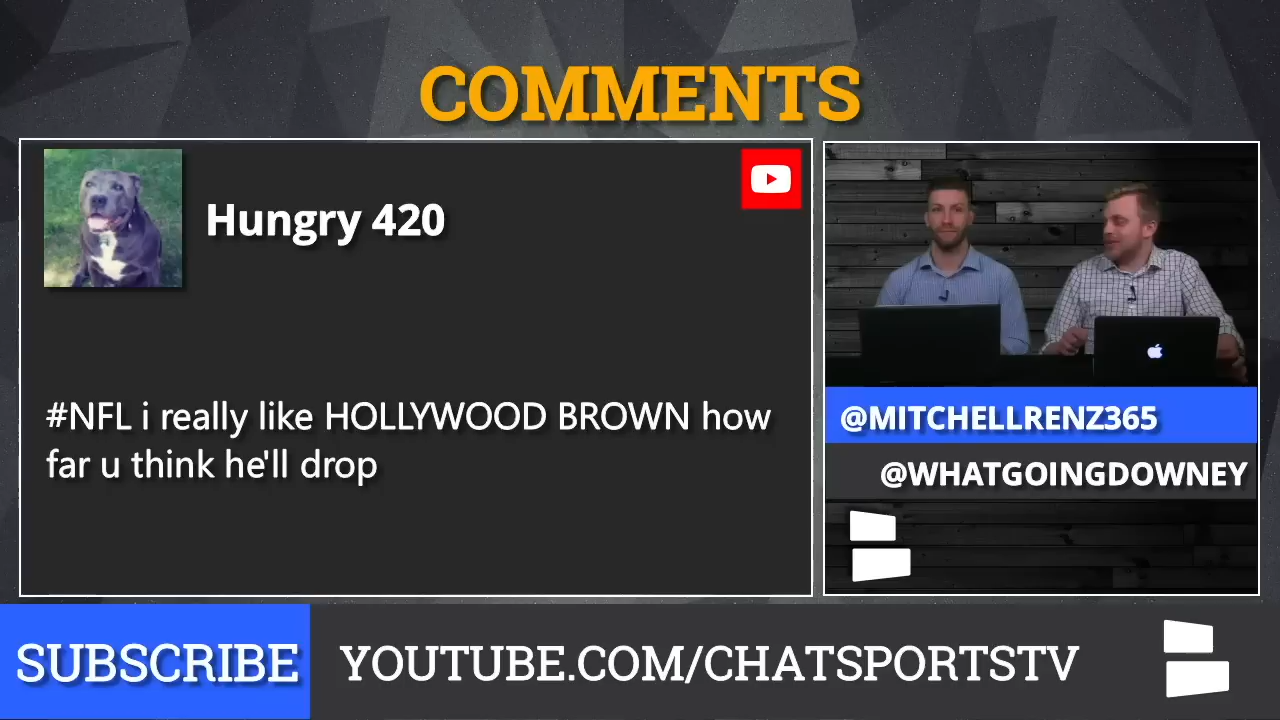 COMMENTS
Hungry 420
#NFL i really like HOLLYWOOD BROWN how
far u think he'll drop
@MITCHELLRENZ365
@WHATGOINGDOWNEY
SUBSCRIBE YOUTUBE.COM/CHATSPORTSTV